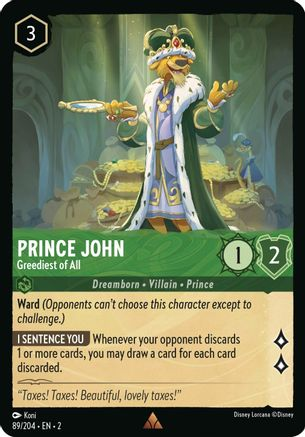 3
PRINCE JOHN
Greediest of All
1
2
Dreamborn • Villain • Prince
Ward (Opponents can't choose this character except to
challenge.)
I SENTENCE YOU Whenever your opponent discards
1 or more cards, you may draw a card for each card
discarded.
"Taxes! Taxes! Beautiful, lovely taxes!"
Koni
89/204 • EN • 2
Disney Lorcana ©Disney